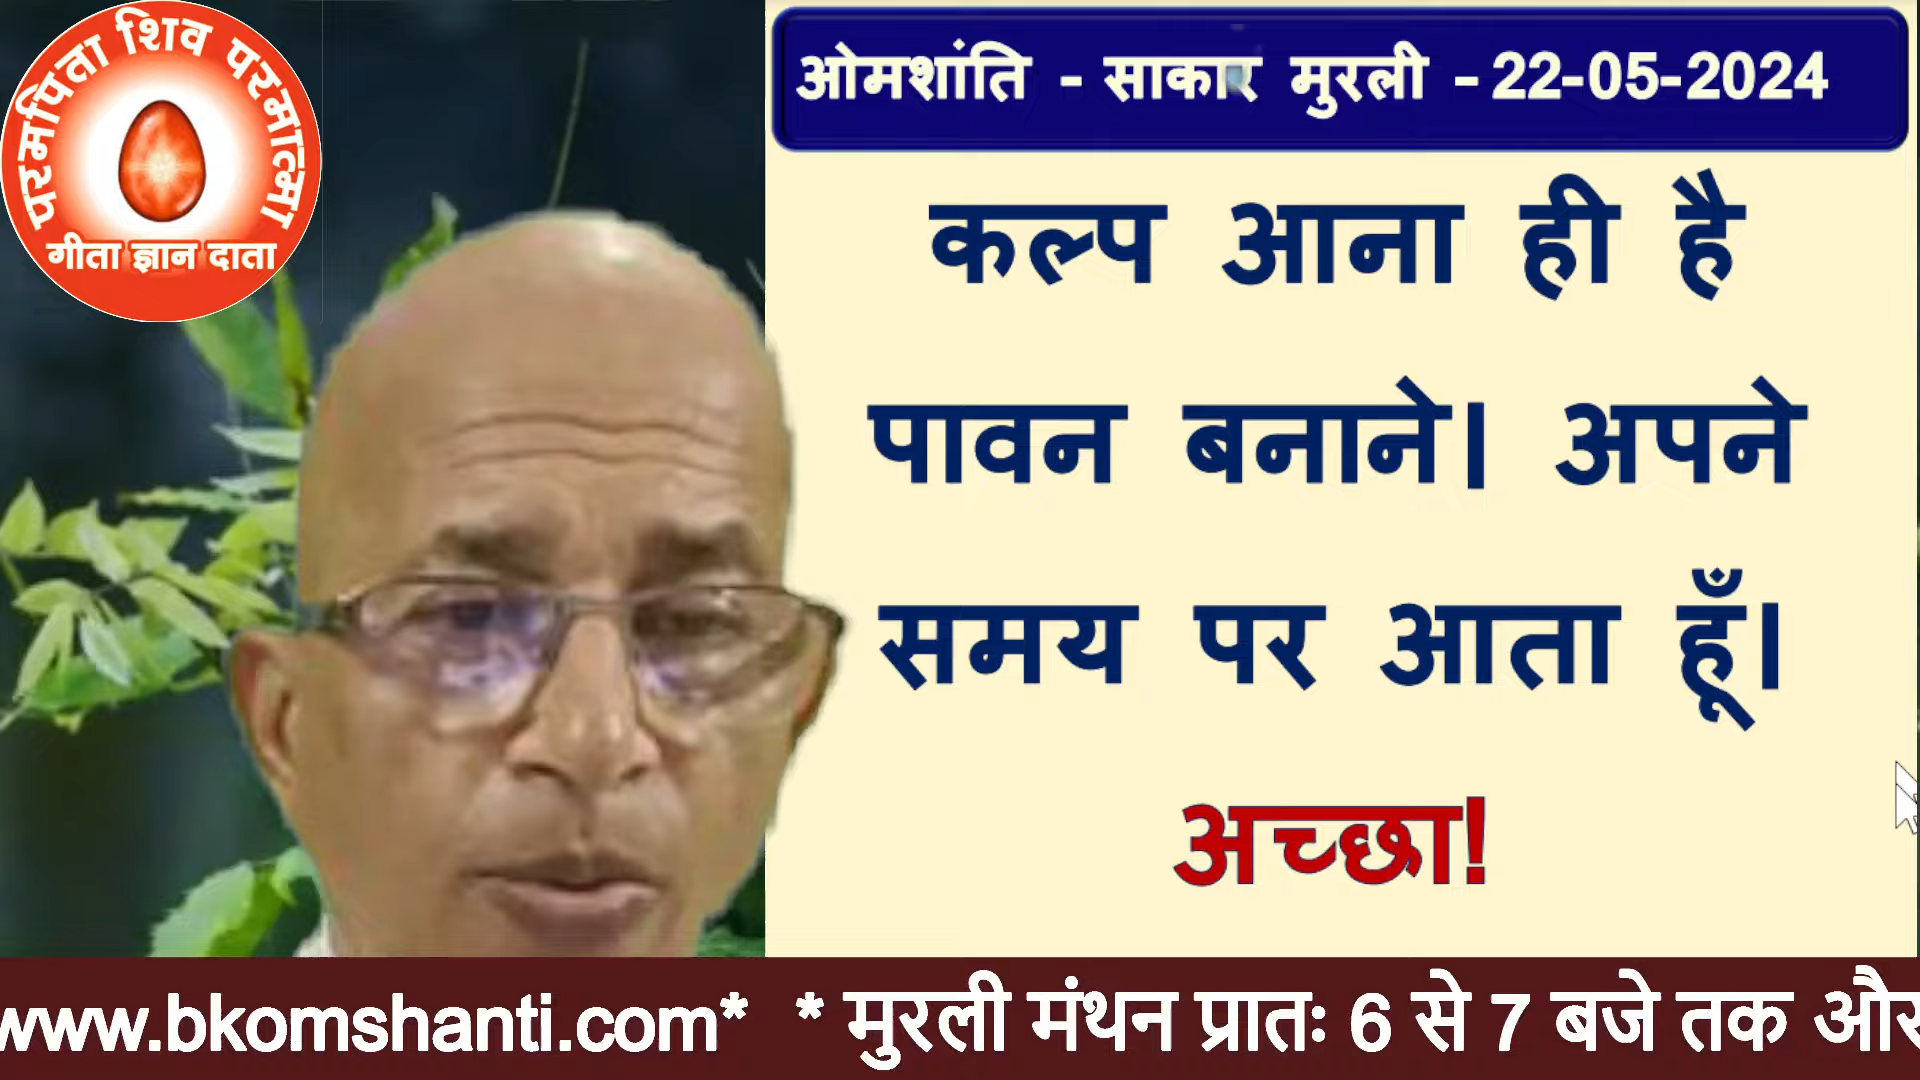 परमपिता शिव परमात्मा
गीता ज्ञान दाता
ओमशांति - साकार मुरली - 22-05-2024
कल्प आना ही है
पावन बनाने। अपने
समय पर आता हूँ।
अच्छा!
www.bkomshanti.com* * मुरली मंथन प्रातः 6 से 7 बजे तक और